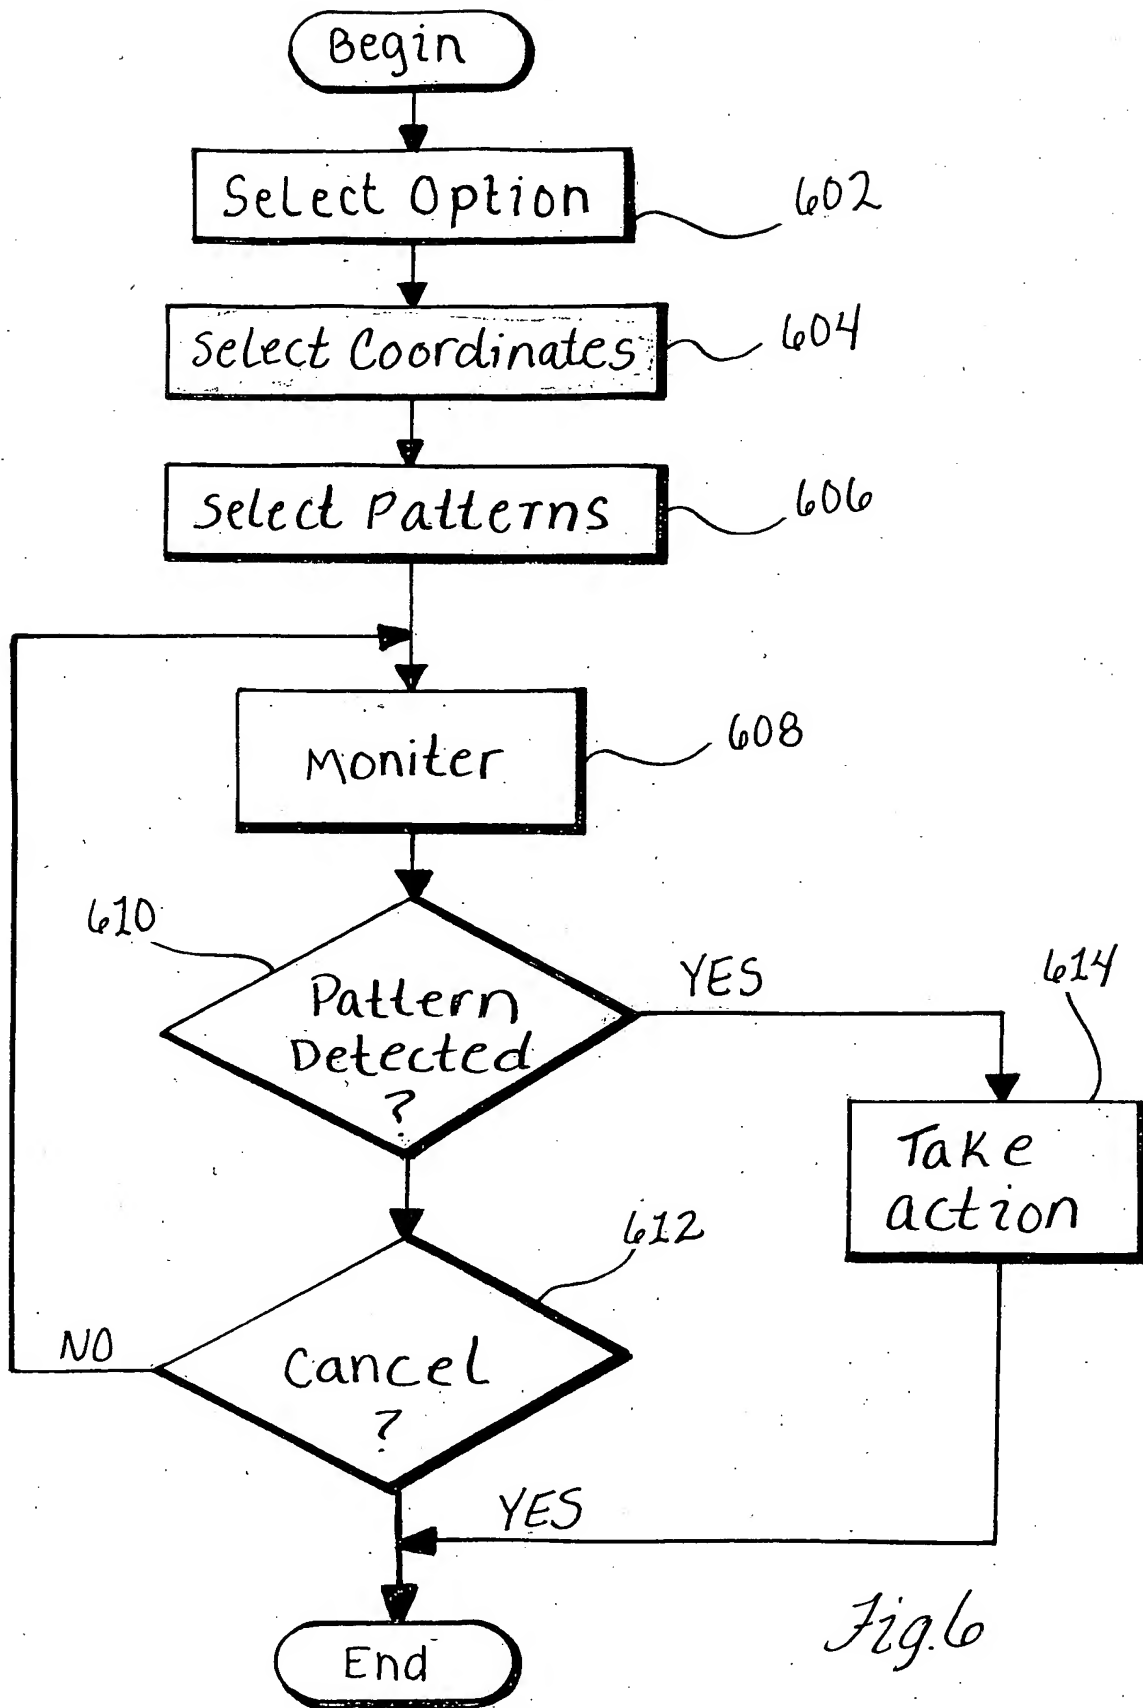 Begin
Select Option
602
Select Coordinates
604
Select Patterns
606
Moniter
608
610
Pattern
Detected
?
YES
614
Take
action
612
NO
Cancel
?
YES
End
Fig.6